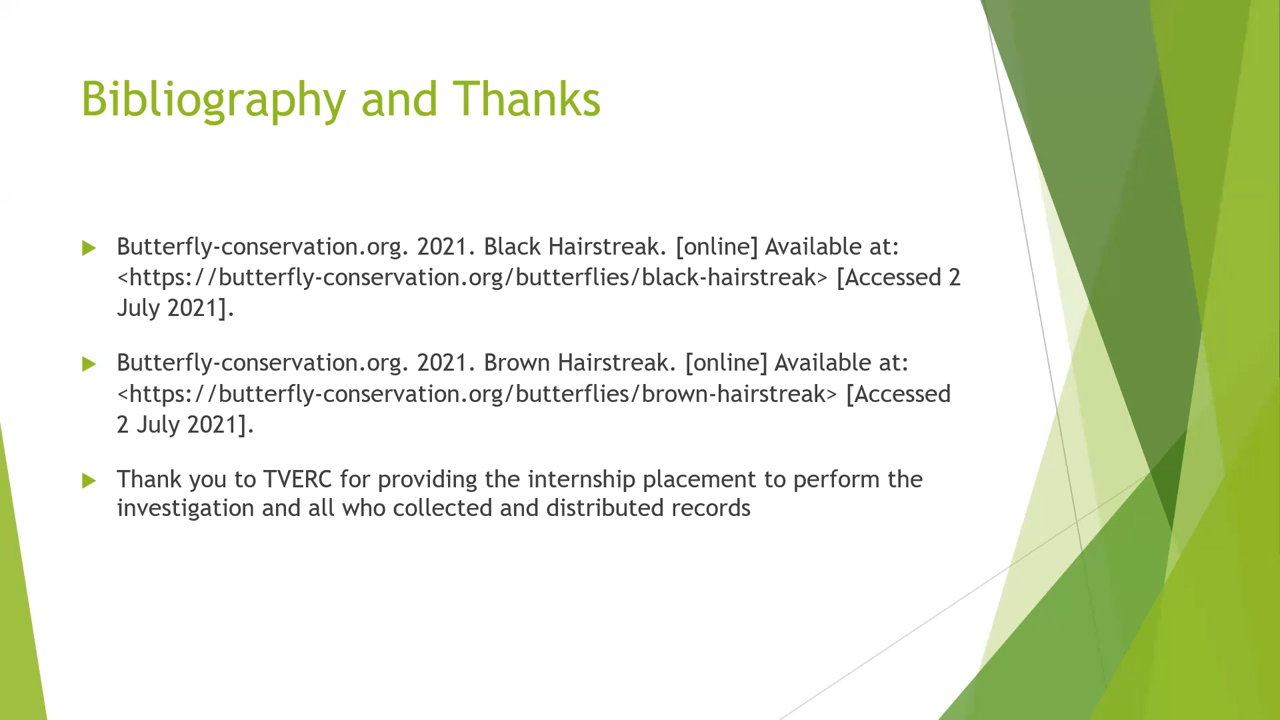 Bibliography and Thanks
Butterfly-conservation.org. 2021. Black Hairstreak. [online] Available at:
<https://butterfly-conservation.org/butterflies/black-hairstreak> [Accessed 2
July 2021].
Butterfly-conservation.org. 2021. Brown Hairstreak. [online] Available at:
<https://butterfly-conservation.org/butterflies/brown-hairstreak> [Accessed
2 July 2021].
Thank you to TVERC for providing the internship placement to perform the
investigation and all who collected and distributed records